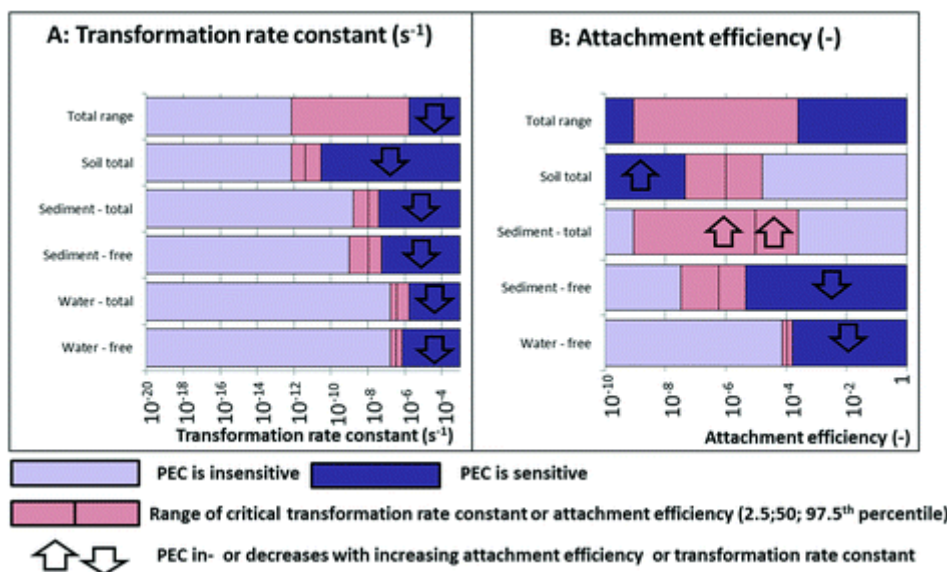 A: Transformation rate constant (s⁻¹)
Total range
Soil total
Sediment - total
Sediment - free
Water - total
Water - free
10⁻²⁰ 10⁻¹⁸ 10⁻¹⁶ 10⁻¹⁴ 10⁻¹² 10⁻¹⁰ 10⁻⁸ 10⁻⁶ 10⁻⁴
Transformation rate constant (s⁻¹)
B: Attachment efficiency (-)
Total range
Soil total
Sediment - total
Sediment - free
Water - free
10⁻¹⁰ 10⁻⁸ 10⁻⁶ 10⁻⁴ 10⁻² 1
Attachment efficiency (-)
PEC is insensitive PEC is sensitive
Range of critical transformation rate constant or attachment efficiency (2.5;50; 97.5ᵗʰ percentile)
PEC in- or decreases with increasing attachment efficiency or transformation rate constant